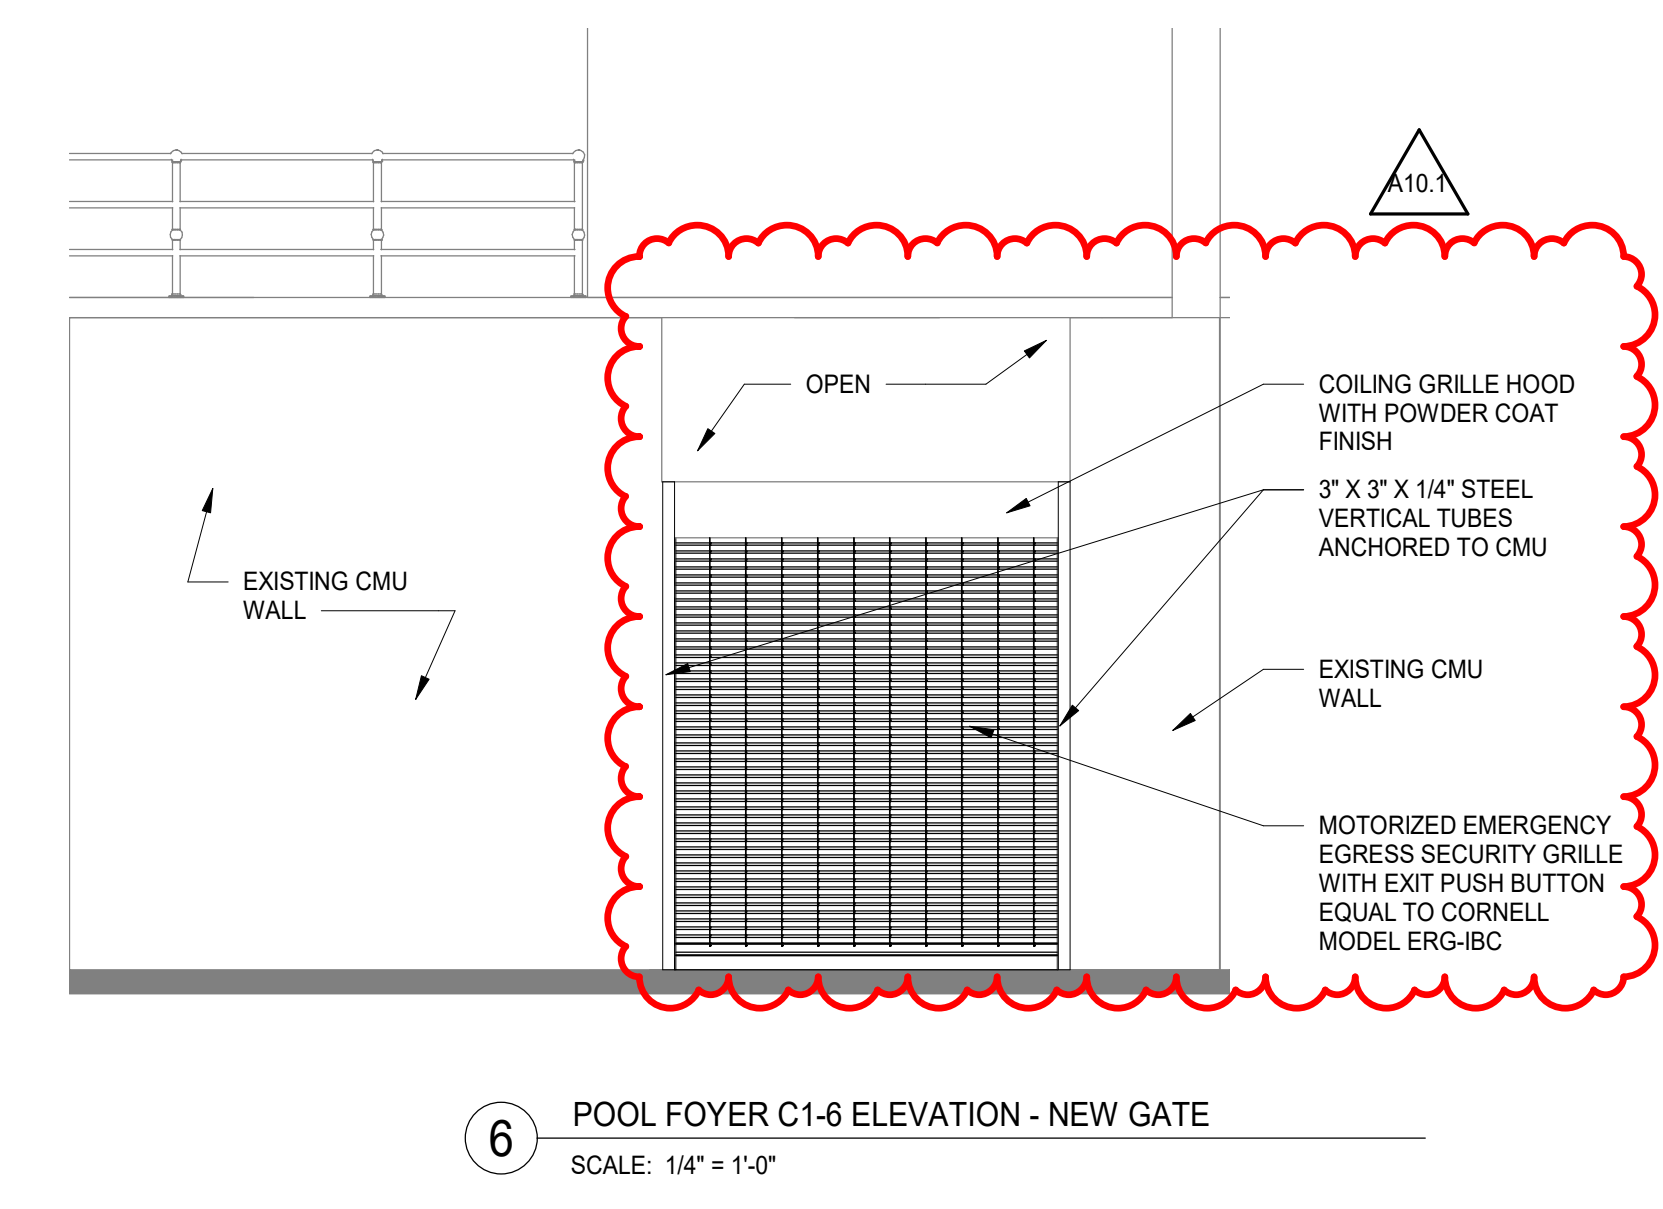 A10.1
OPEN
COILING GRILLE HOOD
WITH POWDER COAT
FINISH
3" X 3" X 1/4" STEEL
VERTICAL TUBES
ANCHORED TO CMU
EXISTING CMU
WALL
EXISTING CMU
WALL
MOTORIZED EMERGENCY
EGRESS SECURITY GRILLE
WITH EXIT PUSH BUTTON
EQUAL TO CORNELL
MODEL ERG-IBC
6
POOL FOYER C1-6 ELEVATION - NEW GATE
SCALE: 1/4" = 1'-0"